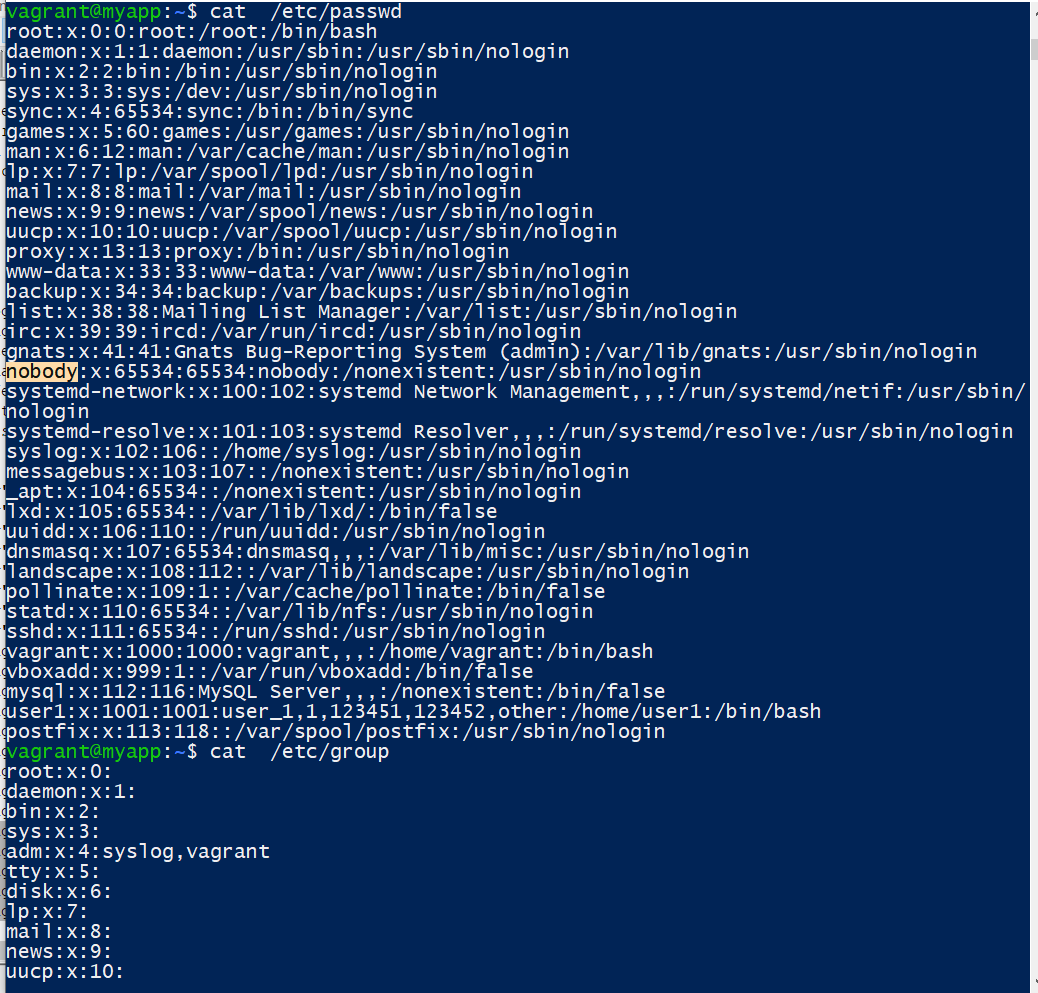 vagrant@myapp:~$ cat  /etc/passwd
root:x:0:0:root:/root:/bin/bash
daemon:x:1:1:daemon:/usr/sbin:/usr/sbin/nologin
bin:x:2:2:bin:/bin:/usr/sbin/nologin
sys:x:3:3:sys:/dev:/usr/sbin/nologin
sync:x:4:65534:sync:/bin:/bin/sync
games:x:5:60:games:/usr/games:/usr/sbin/nologin
man:x:6:12:man:/var/cache/man:/usr/sbin/nologin
lp:x:7:7:lp:/var/spool/lpd:/usr/sbin/nologin
mail:x:8:8:mail:/var/mail:/usr/sbin/nologin
news:x:9:9:news:/var/spool/news:/usr/sbin/nologin
uucp:x:10:10:uucp:/var/spool/uucp:/usr/sbin/nologin
proxy:x:13:13:proxy:/bin:/usr/sbin/nologin
www-data:x:33:33:www-data:/var/www:/usr/sbin/nologin
backup:x:34:34:backup:/var/backups:/usr/sbin/nologin
list:x:38:38:Mailing List Manager:/var/list:/usr/sbin/nologin
irc:x:39:39:ircd:/var/run/ircd:/usr/sbin/nologin
gnats:x:41:41:Gnats Bug-Reporting System (admin):/var/lib/gnats:/usr/sbin/nologin
nobody:x:65534:65534:nobody:/nonexistent:/usr/sbin/nologin
systemd-network:x:100:102:systemd Network Management,,,:/run/systemd/netif:/usr/sbin/
nologin
systemd-resolve:x:101:103:systemd Resolver,,,:/run/systemd/resolve:/usr/sbin/nologin
syslog:x:102:106::/home/syslog:/usr/sbin/nologin
messagebus:x:103:107::/nonexistent:/usr/sbin/nologin
_apt:x:104:65534::/nonexistent:/usr/sbin/nologin
lxd:x:105:65534::/var/lib/lxd/:/bin/false
uuidd:x:106:110::/run/uuidd:/usr/sbin/nologin
dnsmasq:x:107:65534:dnsmasq,,,:/var/lib/misc:/usr/sbin/nologin
landscape:x:108:112::/var/lib/landscape:/usr/sbin/nologin
pollinate:x:109:1::/var/cache/pollinate:/bin/false
statd:x:110:65534::/var/lib/nfs:/usr/sbin/nologin
sshd:x:111:65534::/run/sshd:/usr/sbin/nologin
vagrant:x:1000:1000:vagrant,,,:/home/vagrant:/bin/bash
vboxadd:x:999:1::/var/run/vboxadd:/bin/false
mysql:x:112:116:MySQL Server,,,:/nonexistent:/bin/false
user1:x:1001:1001:user_1,1,123451,123452,other:/home/user1:/bin/bash
postfix:x:113:118::/var/spool/postfix:/usr/sbin/nologin
vagrant@myapp:~$ cat  /etc/group
root:x:0:
daemon:x:1:
bin:x:2:
sys:x:3:
adm:x:4:syslog,vagrant
tty:x:5:
disk:x:6:
lp:x:7:
mail:x:8:
news:x:9:
uucp:x:10: